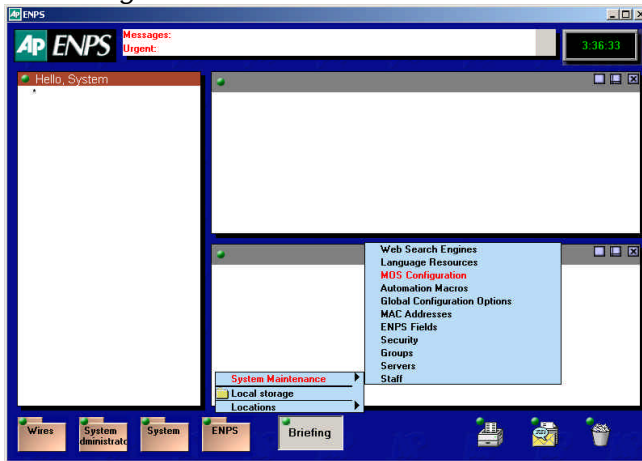 ENPS
AP ENPS
Messages:
Urgent:
3:36:33
Hello, System
*
Web Search Engines
Language Resources
MOS Configuration
Automation Macros
Global Configuration Options
MAC Addresses
ENPS Fields
Security
Groups
Servers
Staff
System Maintenance
Local storage
Locations
Wires
System
dministrato
System
ENPS
Briefing